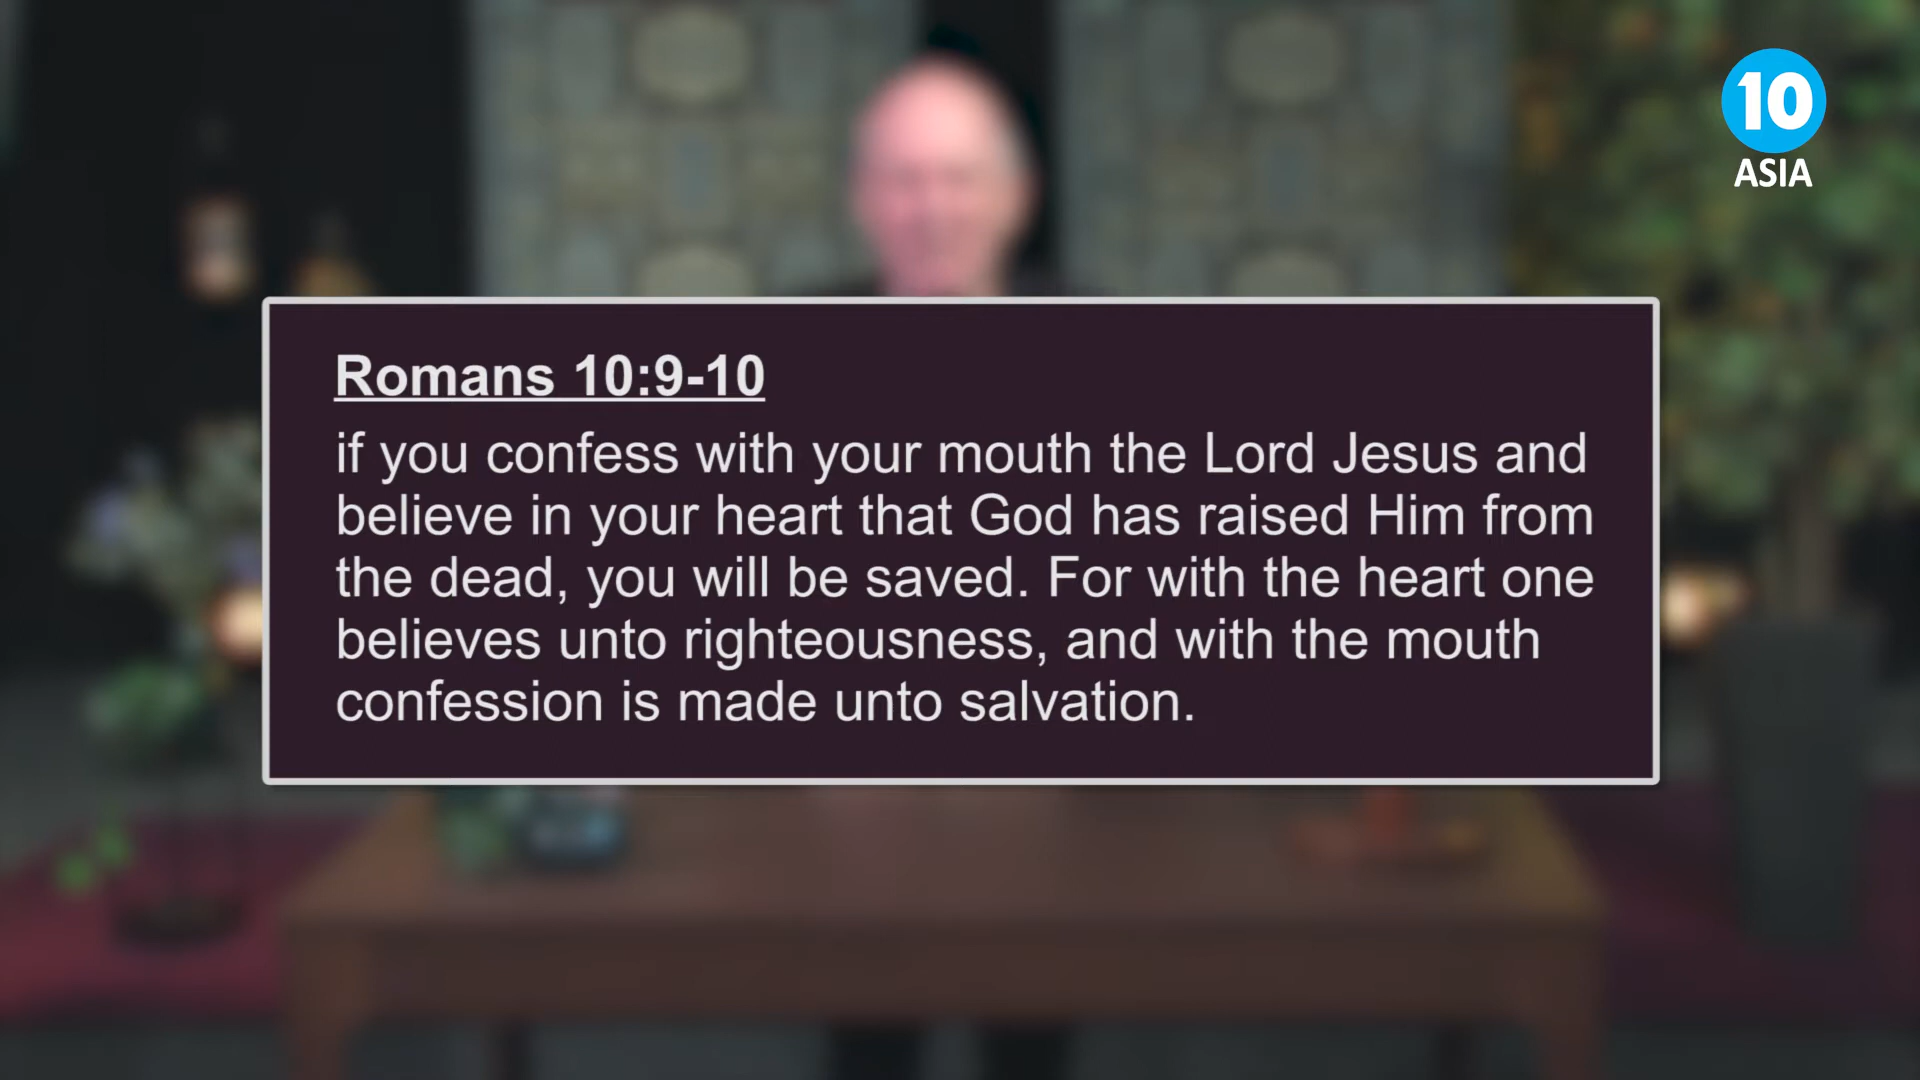 10
ASIA
Romans 10:9-10
if you confess with your mouth the Lord Jesus and
believe in your heart that God has raised Him from
the dead, you will be saved. For with the heart one
believes unto righteousness, and with the mouth
confession is made unto salvation.